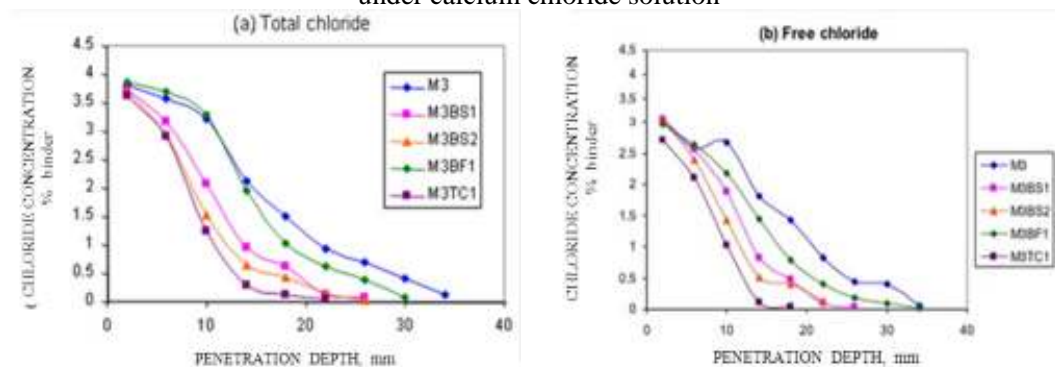 under calcium chloride solution
(a) Total chloride
( CHLORIDE CONCENTRATION
% binder
4.5
4
3.5
3
2.5
2
1.5
1
0.5
0
0
10
20
30
40
PENETRATION DEPTH, mm
M3
M3BS1
M3BS2
M3BF1
M3TC1
(b) Free chloride
CHLORIDE CONCENTRATION
% binder
4.5
3.5
3
2.5
1.5
1
0.5
0
0
10
20
30
40
PENETRATION DEPTH, mm
M3
M3BS1
M3BS2
M3BF1
M3TC1